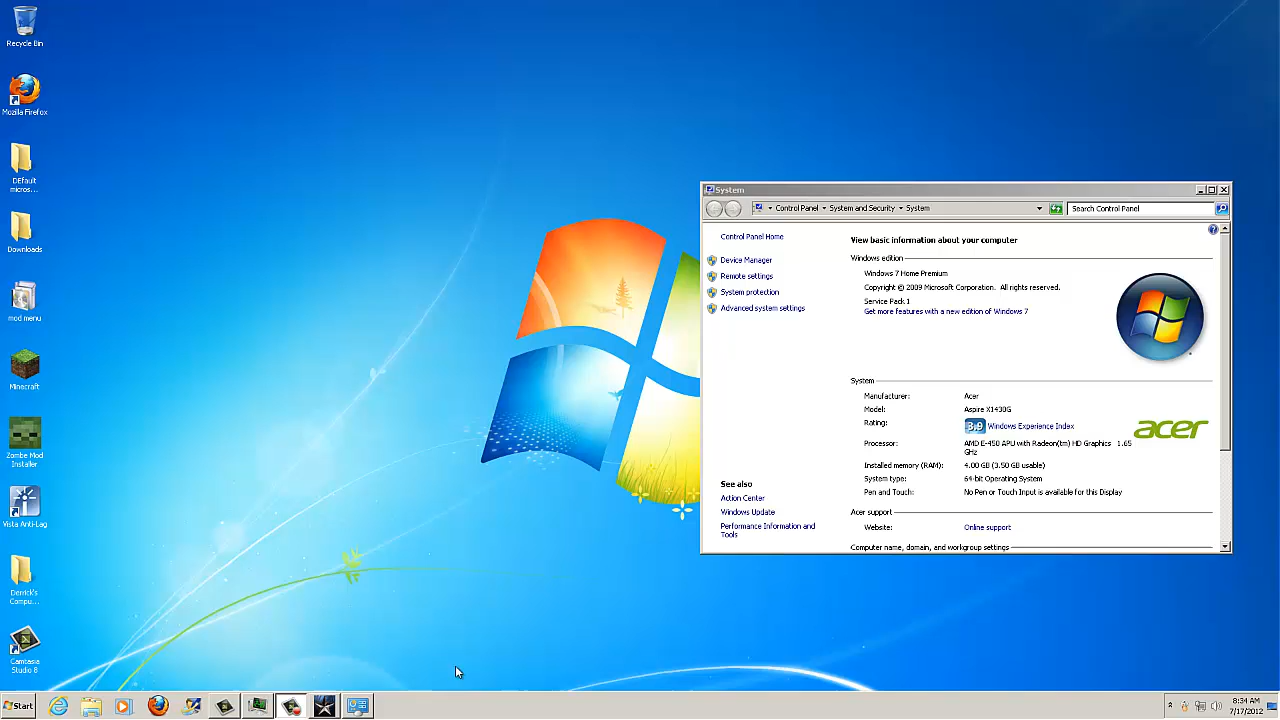 Recycle Bin
Mozilla Firefox
DEfault
micros...
Downloads
mod menu
Minecraft
Zombe Mod
Installer
Vista Anti-Lag
Derrick's
Compu...
Camtasia
Studio 8
System
Control Panel
System and Security
System
Search Control Panel
Control Panel Home
Device Manager
Remote settings
System protection
Advanced system settings
See also
Action Center
Windows Update
Performance Information and
Tools
View basic information about your computer
Windows edition
Windows 7 Home Premium
Copyright © 2009 Microsoft Corporation. All rights reserved.
Service Pack 1
Get more features with a new edition of Windows 7
System
Manufacturer: Acer
Model: Aspire X1430G
Rating: 3.9 Windows Experience Index
Processor: AMD E-450 APU with Radeon(tm) HD Graphics 1.65
GHz
Installed memory (RAM): 4.00 GB (3.50 GB usable)
System type: 64-bit Operating System
Pen and Touch: No Pen or Touch Input is available for this Display
acer
Acer support
Website: Online support
Computer name, domain, and workgroup settings
Start
8:34 AM
7/17/2012